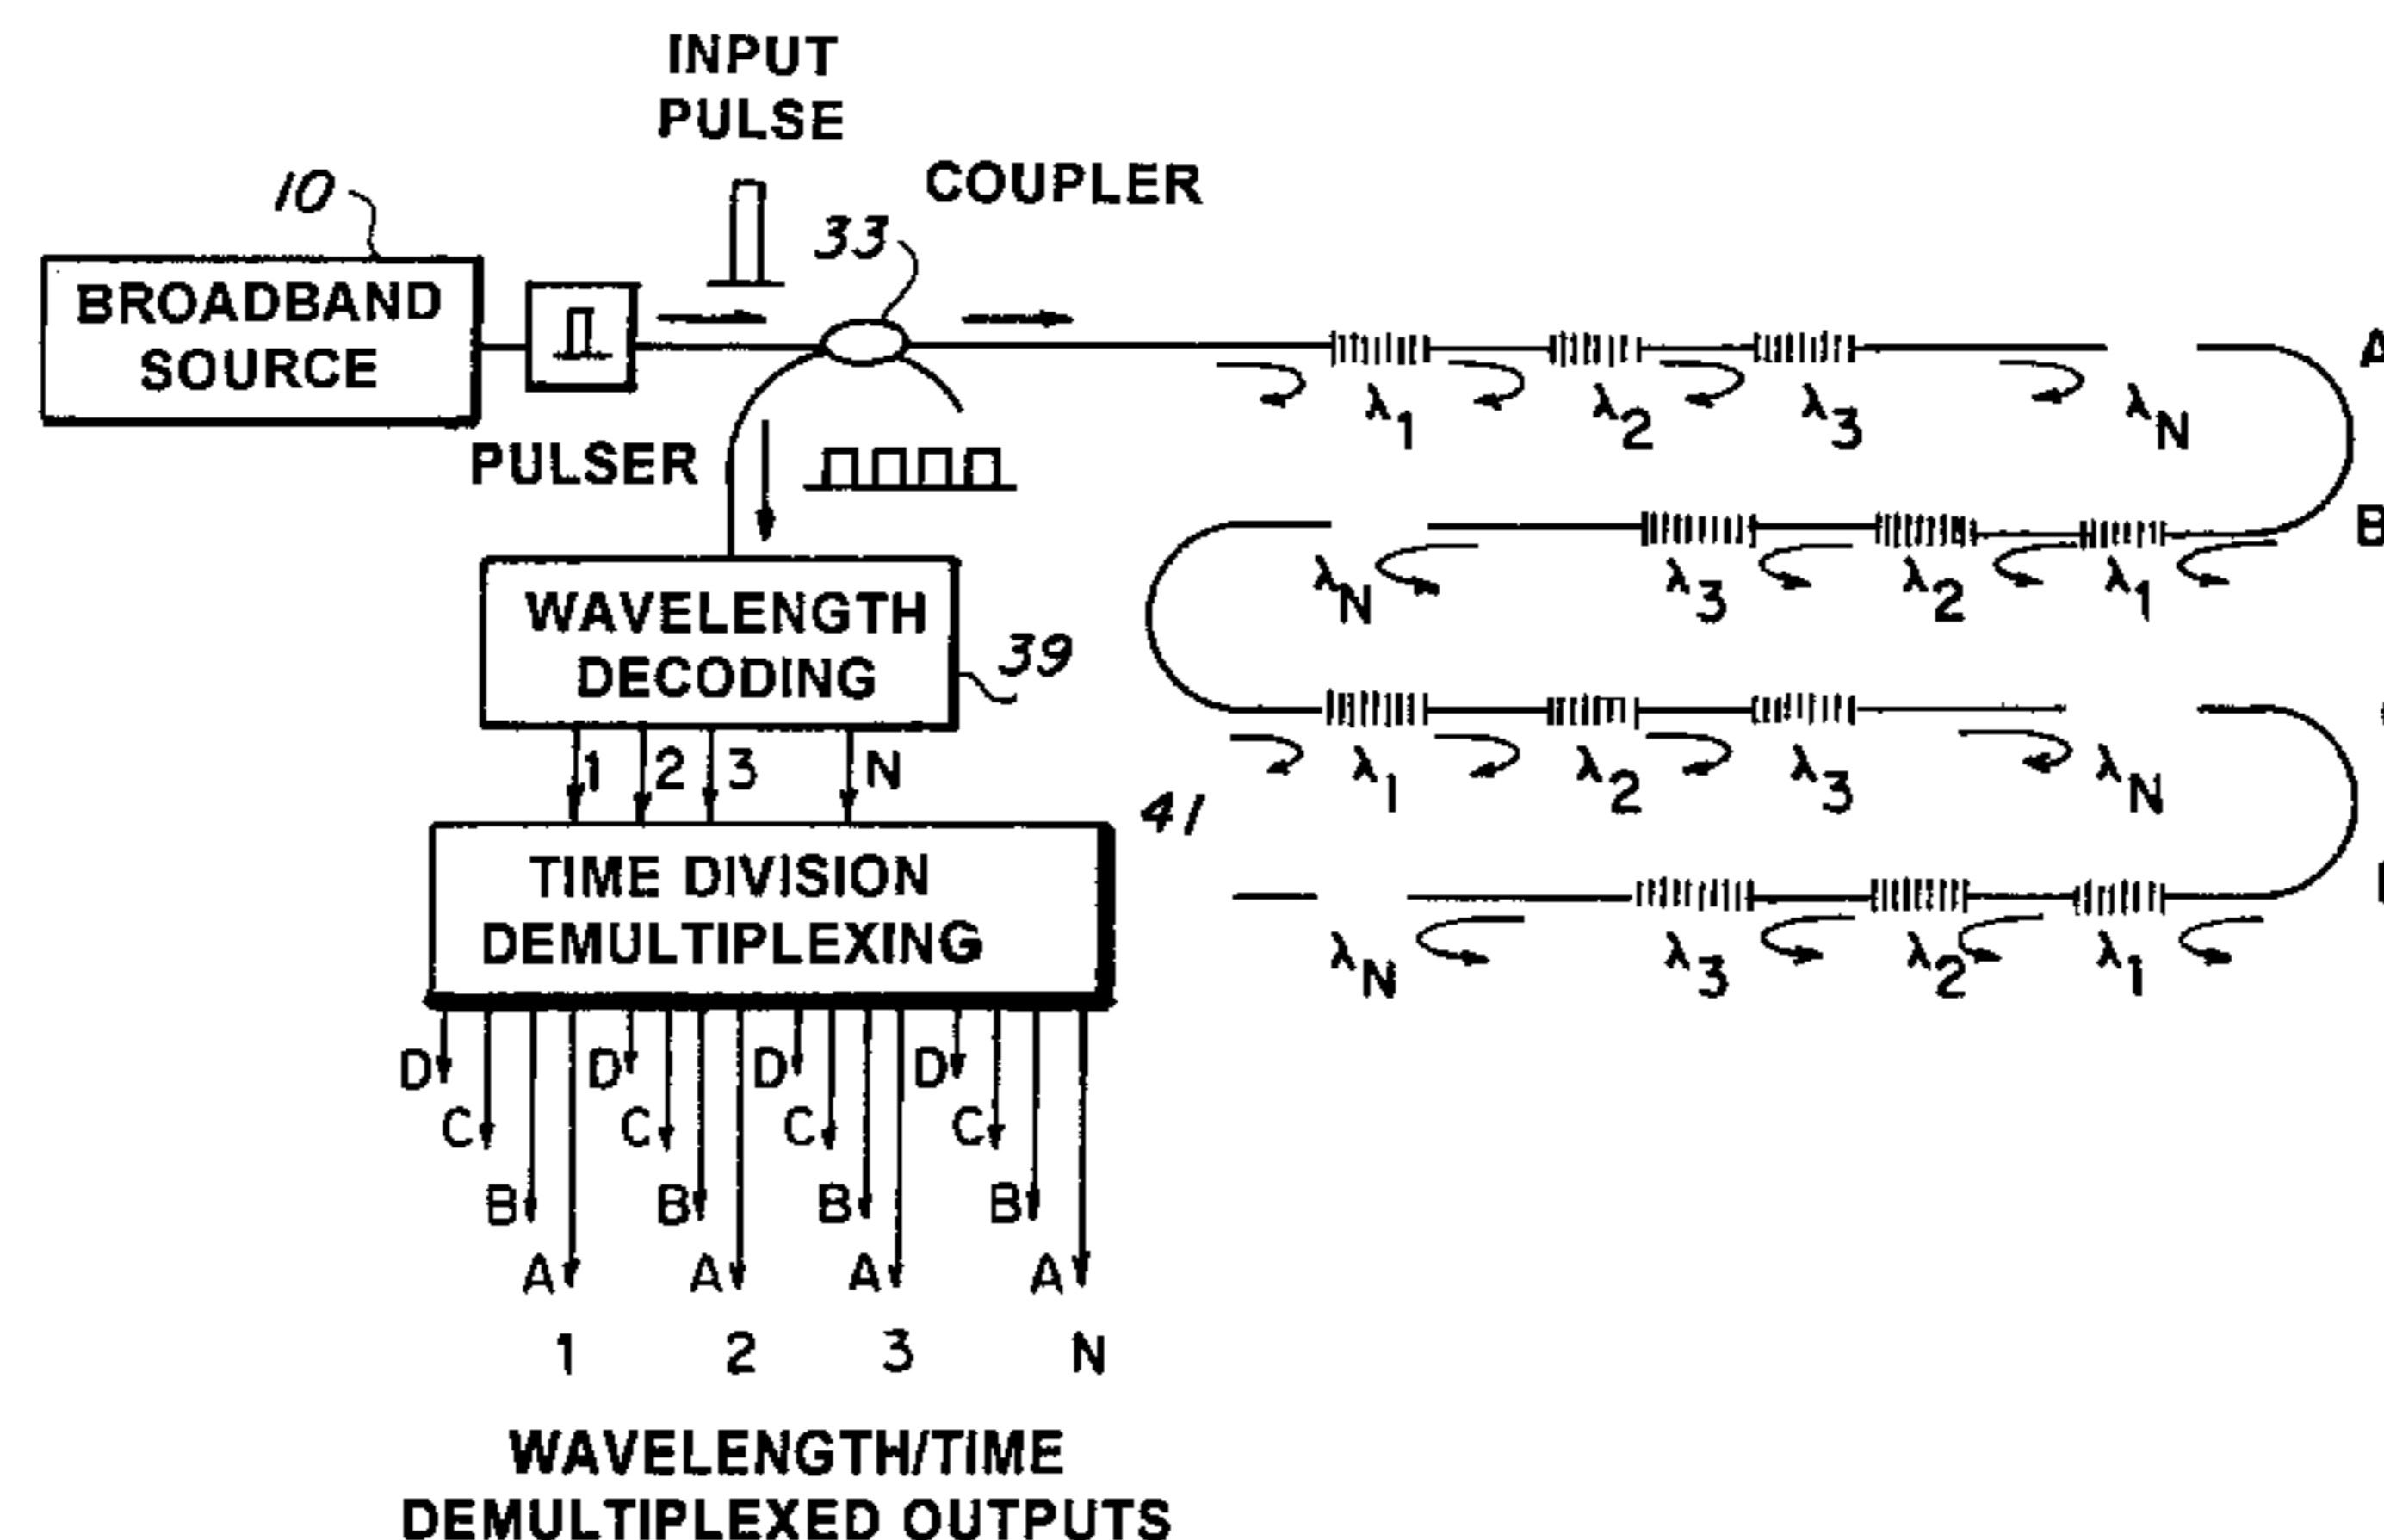 INPUT
PULSE
COUPLER
10
33
BROADBAND
SOURCE
PULSER
λ1 λ2 λ3 λN
A
B
λN λ3 λ2 λ1
WAVELENGTH
DECODING
39
1 2 3 N
λ1 λ2 λ3 λN
41
TIME DIVISION
DEMULTIPLEXING
λN λ3 λ2 λ1
D D D D
C C C C
B B B B
A A A A
1 2 3 N
WAVELENGTH/TIME
DEMULTIPLEXED OUTPUTS